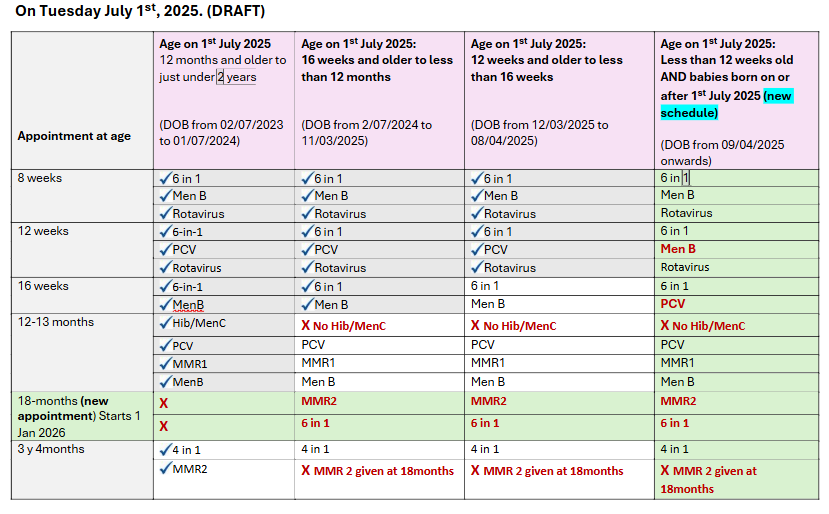 On Tuesday July 1st, 2025. (DRAFT)
Appointment at age
Age on 1st July 2025
12 months and older to
just under 2 years
(DOB from 02/07/2023
to 01/07/2024)
Age on 1st July 2025:
16 weeks and older to less
than 12 months
(DOB from 2/07/2024 to
11/03/2025)
Age on 1st July 2025:
12 weeks and older to less
than 16 weeks
(DOB from 12/03/2025 to
08/04/2025)
Age on 1st July 2025:
Less than 12 weeks old
AND babies born on or
after 1st July 2025 (new
schedule)
(DOB from 09/04/2025
onwards)
8 weeks
✓6 in 1 ✓6 in 1 ✓6 in 1 6 in 1
✓Men B ✓Men B ✓Men B Men B
✓Rotavirus ✓Rotavirus ✓Rotavirus Rotavirus
12 weeks
✓6-in-1 ✓6 in 1 ✓6 in 1 6 in 1
✓PCV ✓PCV ✓PCV Men B
✓Rotavirus ✓Rotavirus ✓Rotavirus Rotavirus
16 weeks
✓6-in-1 ✓6 in 1 6 in 1 6 in 1
✓MenB ✓Men B Men B PCV
12-13 months
✓Hib/MenC X No Hib/MenC X No Hib/MenC X No Hib/MenC
✓PCV PCV PCV PCV
✓MMR1 MMR1 MMR1 MMR1
✓MenB Men B Men B Men B
18-months (new
appointment) Starts 1
Jan 2026
X MMR2 MMR2 MMR2
X 6 in 1 6 in 1 6 in 1
3 y 4months
✓4 in 1 4 in 1 4 in 1 4 in 1
✓MMR2 X MMR 2 given at 18months X MMR 2 given at 18months X MMR 2 given at
18months